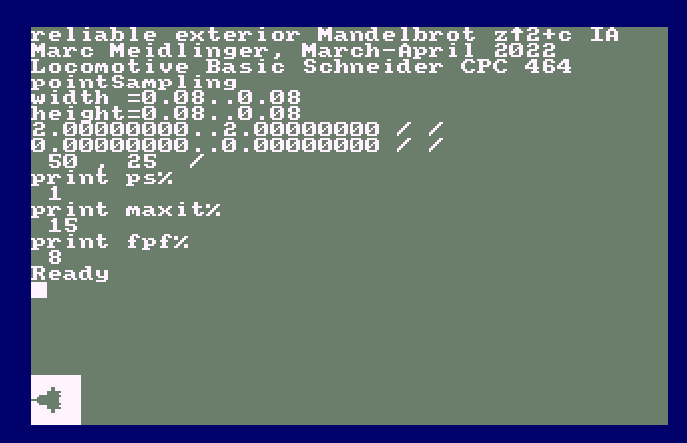 reliable exterior Mandelbrot z↑2+c IA
Marc Meidlinger, March-April 2022
Locomotive Basic Schneider CPC 464
pointSampling
width =0.08..0.08
height=0.08..0.08
2.00000000..2.00000000 / /
0.00000000..0.00000000 / /
50 , 25 /
print ps%
1
print maxit%
15
print fpf%
8
Ready